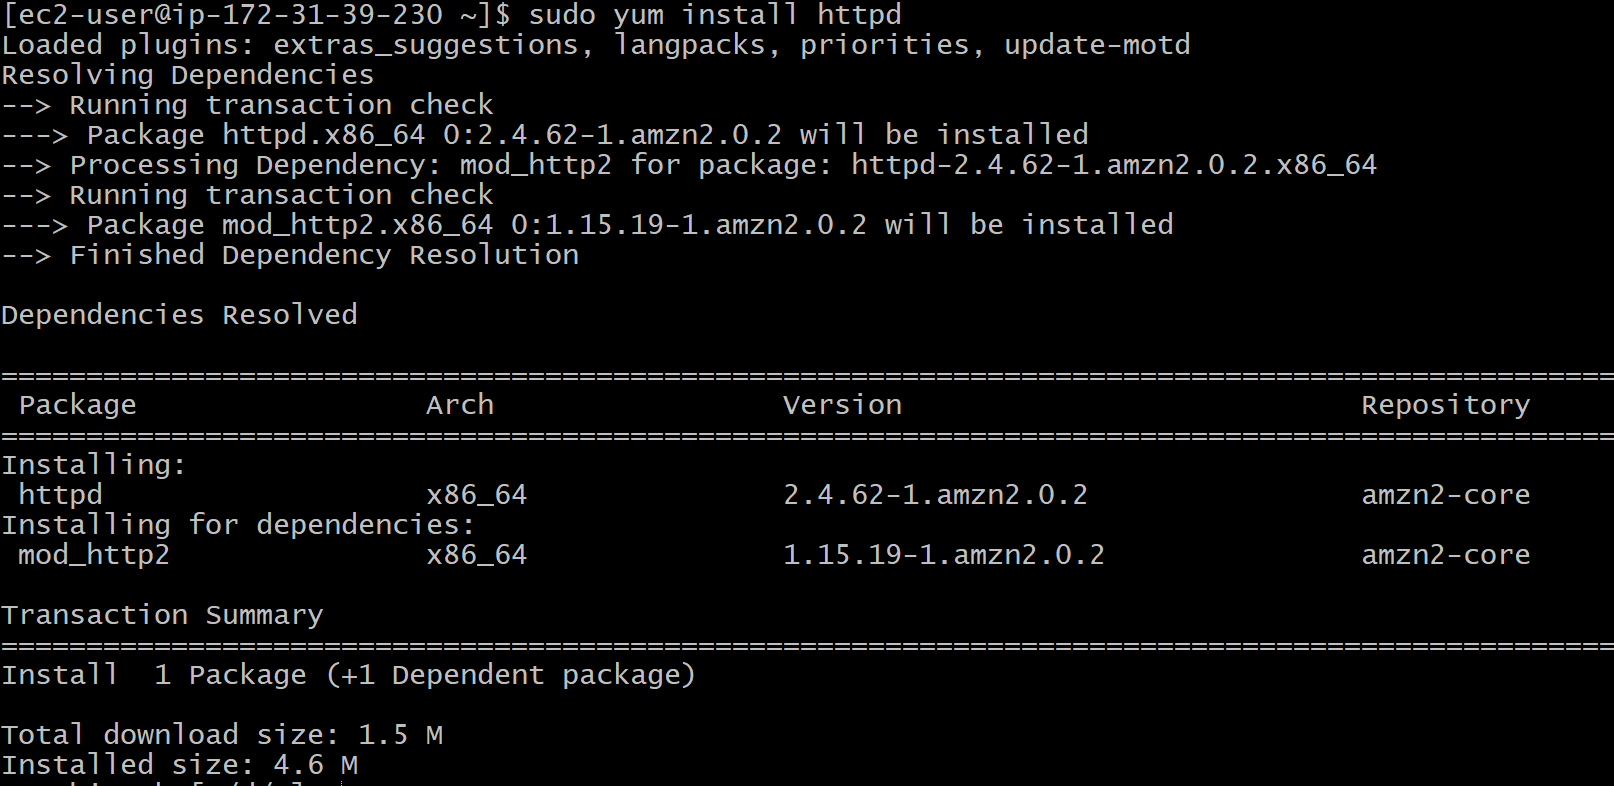 [ec2-user@ip-172-31-39-230 ~]$ sudo yum install httpd
Loaded plugins: extras_suggestions, langpacks, priorities, update-motd
Resolving Dependencies
--> Running transaction check
---> Package httpd.x86_64 0:2.4.62-1.amzn2.0.2 will be installed
--> Processing Dependency: mod_http2 for package: httpd-2.4.62-1.amzn2.0.2.x86_64
--> Running transaction check
---> Package mod_http2.x86_64 0:1.15.19-1.amzn2.0.2 will be installed
--> Finished Dependency Resolution
Dependencies Resolved
===============================================================================================
Package Arch Version Repository
===============================================================================================
Installing:
httpd x86_64 2.4.62-1.amzn2.0.2 amzn2-core
Installing for dependencies:
mod_http2 x86_64 1.15.19-1.amzn2.0.2 amzn2-core
Transaction Summary
===============================================================================================
Install 1 Package (+1 Dependent package)
Total download size: 1.5 M
Installed size: 4.6 M